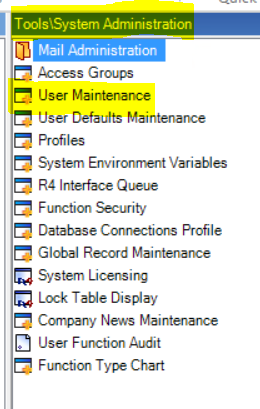 Tools\System Administration
Mail Administration
Access Groups
User Maintenance
User Defaults Maintenance
Profiles
System Environment Variables
R4 Interface Queue
Function Security
Database Connections Profile
Global Record Maintenance
System Licensing
Lock Table Display
Company News Maintenance
User Function Audit
Function Type Chart